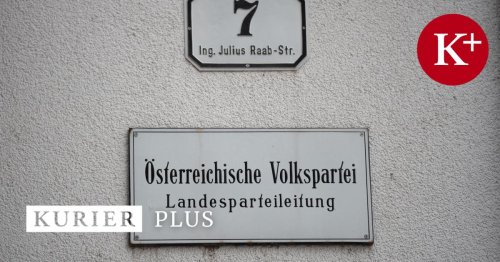 7
Ing. Julius Raab-Str.
K+
Österreichische Volkspartei
Landesparteileitung
KURIER PLUS